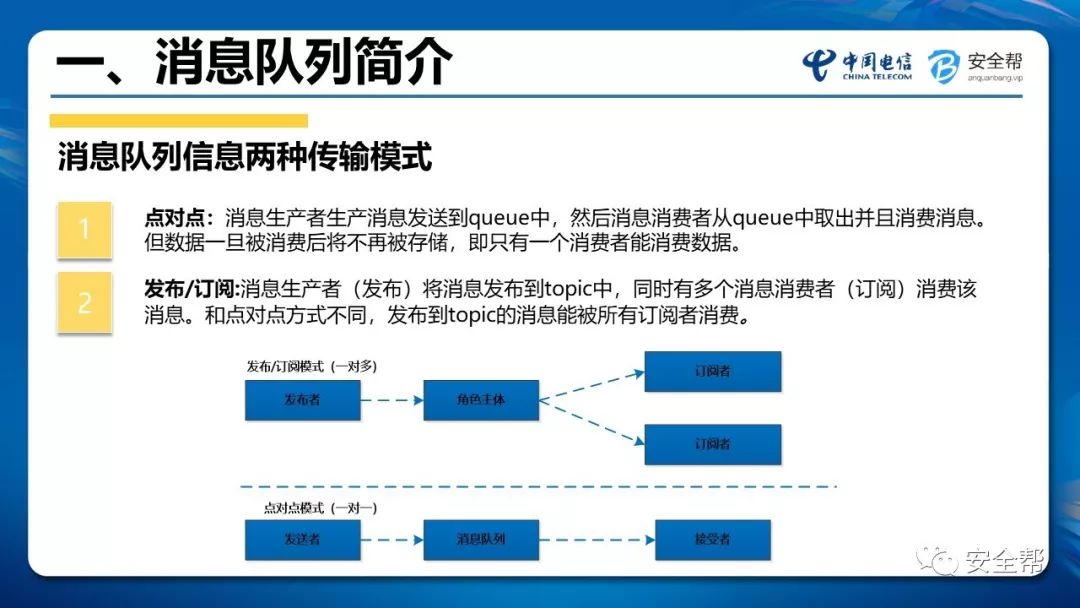 一、消息队列简介
中国电信
CHINA TELECOM
安全帮
anquanbang.vip
消息队列信息两种传输模式
1
点对点：消息生产者生产消息发送到queue中，然后消息消费者从queue中取出并且消费消息。
但数据一旦被消费后将不再被存储，即只有一个消费者能消费数据。
2
发布/订阅:消息生产者（发布）将消息发布到topic中，同时有多个消息消费者（订阅）消费该
消息。和点对点方式不同，发布到topic的消息能被所有订阅者消费。
发布/订阅模式（一对多）
发布者
角色主体
订阅者
订阅者
点对点模式（一对一）
发送者
消息队列
接受者
安全帮